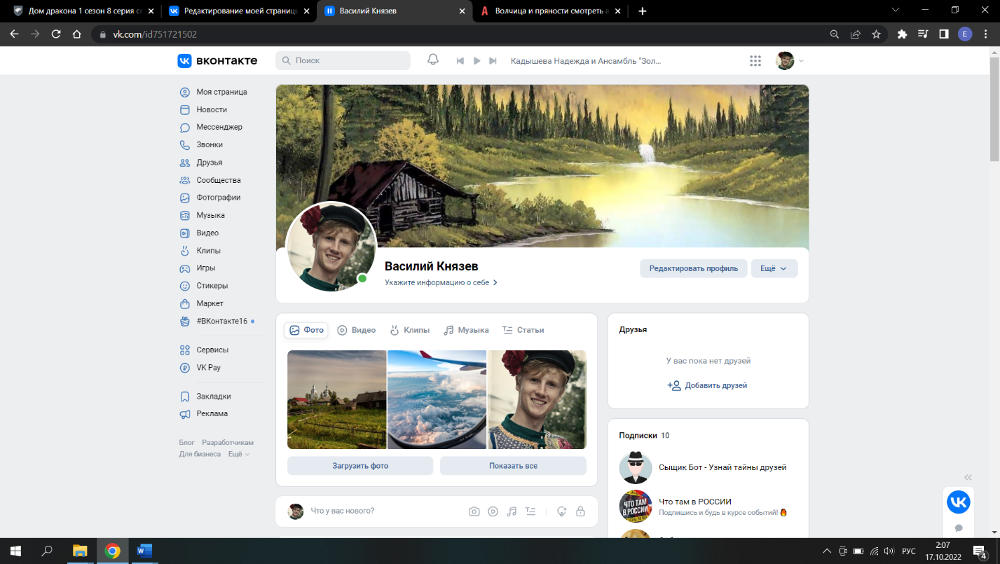 Дом дракона 1 сезон 8 серия см
Редактирование моей страницы
Василий Князев
Волчица и пряности смотреть а
vk.com/id751721502
E
вконтакте
Поиск
Кадышева Надежда и Ансамбль "Зол...
Моя страница
Новости
Мессенджер
Звонки
Друзья
Сообщества
Фотографии
Музыка
Видео
Клипы
Игры
Стикеры
Маркет
#ВКонтакте16
Сервисы
VK Pay
Закладки
Реклама
Блог Разработчикам
Для бизнеса Ещё
Василий Князев
Укажите информацию о себе
Редактировать профиль
Ещё
Фото Видео Клипы Музыка Статьи
Загрузить фото
Показать все
Что у вас нового?
Друзья
У вас пока нет друзей
Добавить друзей
Подписки 10
Сыщик Бот - Узнай тайны друзей
ЧТО ТАМ
В РОССИИ
Что там в РОССИИ
Подпишись и будь в курсе событий!
РУС
2:07
17.10.2022
4